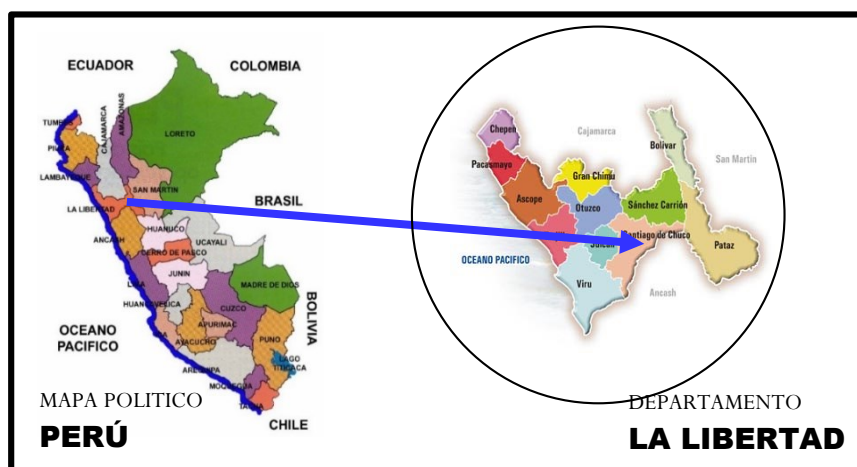 ECUADOR
COLOMBIA
TUMBES
PIURA
CAJAMARCA
AMAZONAS
LORETO
LAMBAYEQUE
SAN MARTIN
LA LIBERTAD
BRASIL
ANCASH
HUANUCO
UCAYALI
CERRO DE PASCO
JUNIN
LIMA
MADRE DE DIOS
HUANCAVELICA
CUZCO
BOLIVIA
OCEANO
PACIFICO
APURIMAC
AYACUCHO
PUNO
LAGO
TITICACA
AREQUIPA
MOQUEGUA
TACNA
CHILE
MAPA POLITICO
PERÚ
Chepen
Cajamarca
Pacasmayo
Gran Chimú
Bolivar
San Martín
Ascope
Otuzco
Sánchez Carrión
Santiago de Chuco
Julcan
Pataz
OCEANO PACIFICO
Viru
Ancash
DEPARTAMENTO
LA LIBERTAD